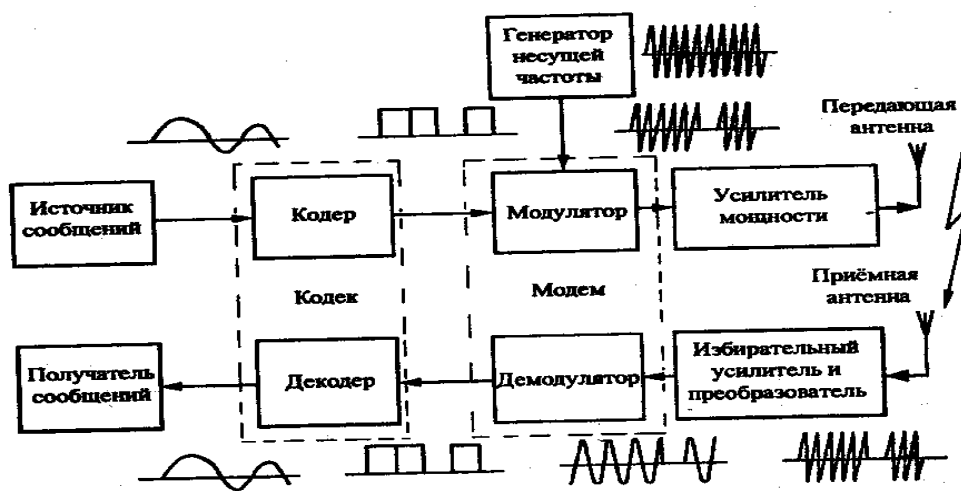 Генератор
несущей
частоты
Передающая
антенна
Источник
сообщений
Кодер
Модулятор
Усилитель
мощности
Кодек
Модем
Приёмная
антенна
Получатель
сообщений
Декодер
Демодулятор
Избирательный
усилитель и
преобразователь